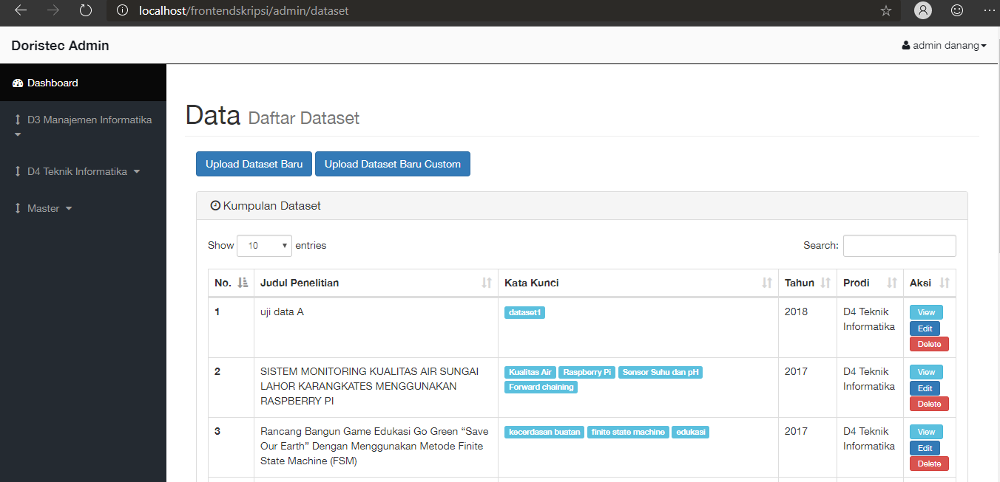 localhost/frontendskripsi/admin/dataset
Doristec Admin
admin danang
Dashboard
D3 Manajemen Informatika
D4 Teknik Informatika
Master
Data Daftar Dataset
Upload Dataset Baru
Upload Dataset Baru Custom
Kumpulan Dataset
Show 10 entries
Search:
No. Judul Penelitian Kata Kunci Tahun Prodi Aksi
1 uji data A dataset1 2018 D4 Teknik View
Informatika Edit
Delete
2 SISTEM MONITORING KUALITAS AIR SUNGAI Kualitas Air Raspberry Pi Sensor Suhu dan pH 2017 D4 Teknik View
LAHOR KARANGKATES MENGGUNAKAN Forward chaining Informatika Edit
RASPBERRY PI Delete
3 Rancang Bangun Game Edukasi Go Green “Save kecerdasan buatan finite state machine edukasi 2017 D4 Teknik View
Our Earth” Dengan Menggunakan Metode Finite Informatika Edit
State Machine (FSM) Delete